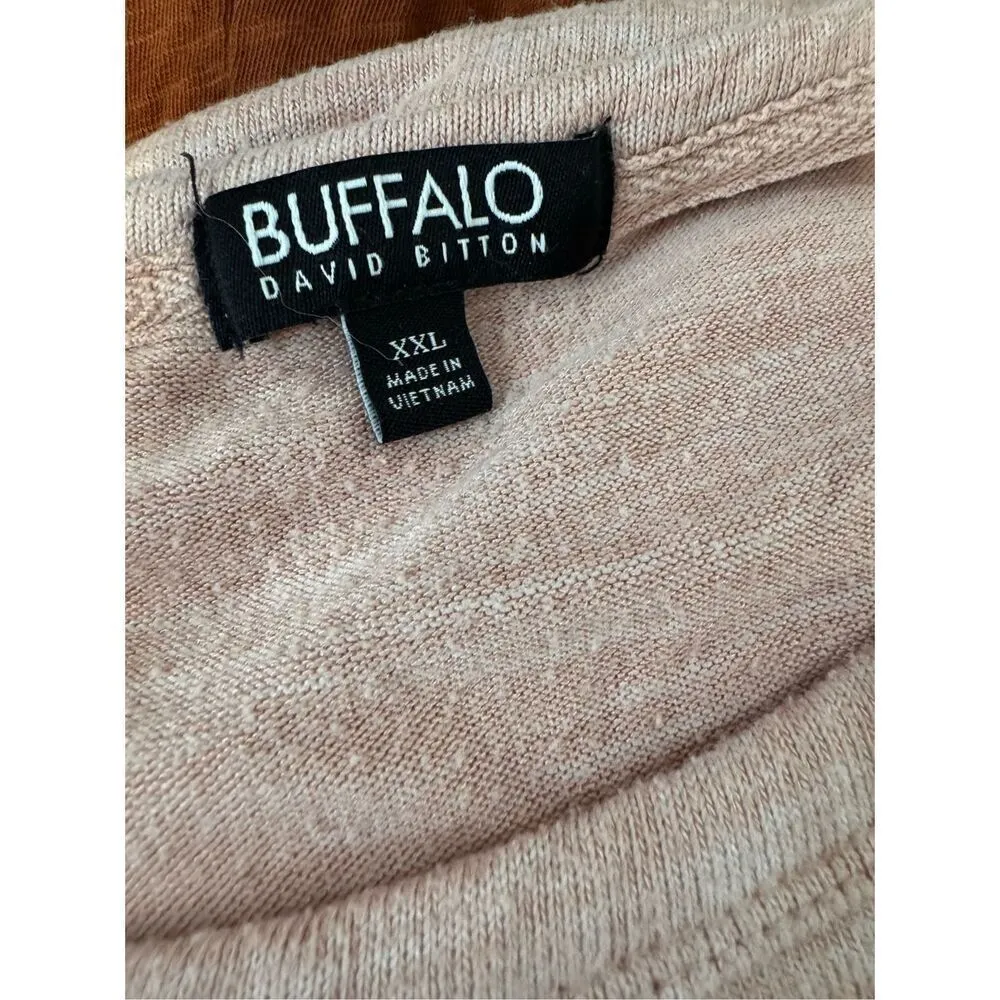 BUFFALO
DAVID BITTON
XXL
MADE IN
VIETNAM